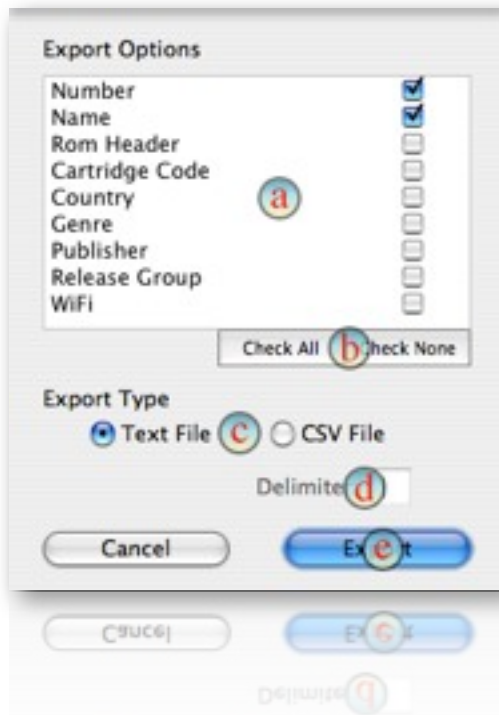 Export Options
Number
Name
Rom Header
Cartridge Code
Country
a
Genre
Publisher
Release Group
WiFi
Check All b heck None
Export Type
Text File c CSV File
Delimite d
Cancel E e t